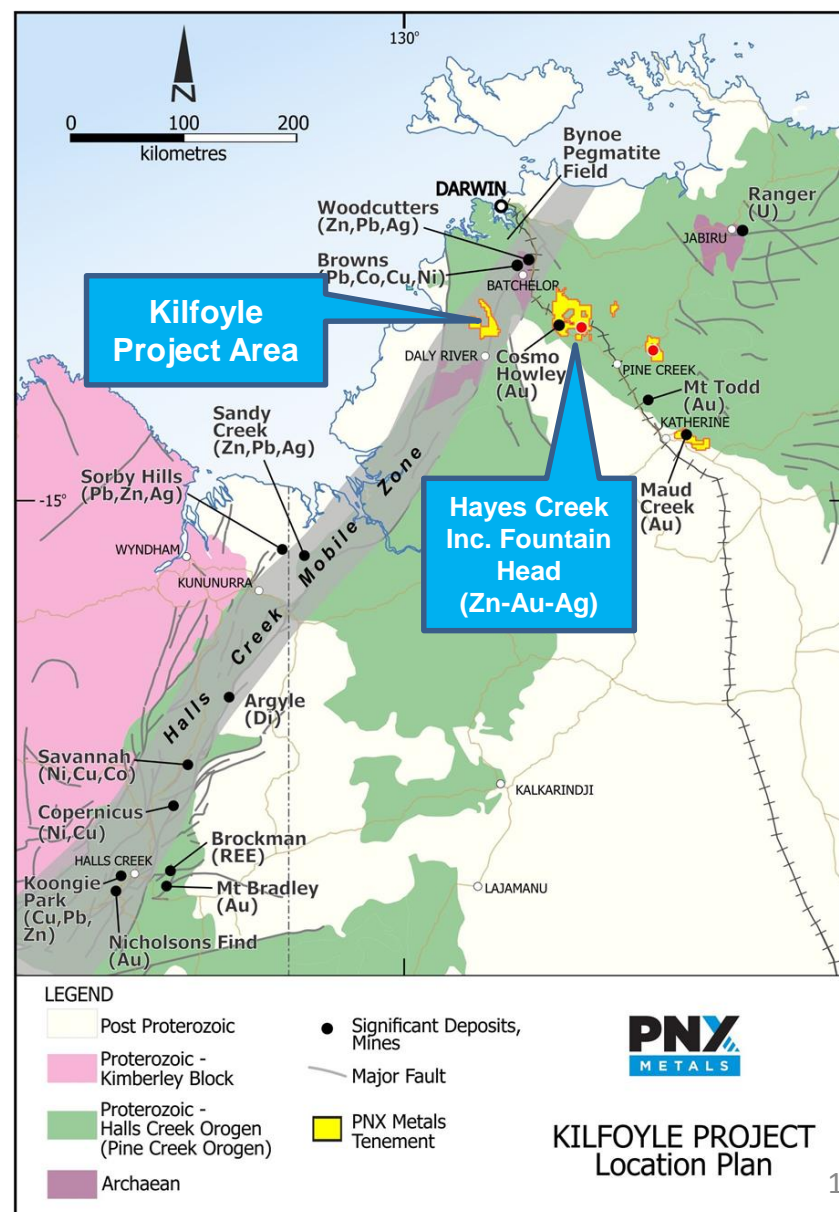 130
N
0 100 200
kilometres
Bynoe
Pegmatite
Field
DARWIN
Woodcutters
(Zn,Pb,Ag)
Ranger
(U)
JABIRU
Browns
(Pb,Co,Cu,Ni)
BATCHELOR
Kilfoyle
Project Area
DALY RIVER
Cosmo
Howley
(Au)
PINE CREEK
Mt Todd
(Au)
KATHERINE
Sandy
Creek
(Zn,Pb,Ag)
Sorby Hills
(Pb,Zn,Ag)
-15
Hayes Creek
Inc. Fountain
Head
(Zn-Au-Ag)
Maud
Creek
(Au)
WYNDHAM
KUNUNURRA
Halls Creek Mobile Zone
Argyle
(Di)
Savannah
(Ni,Cu,Co)
KALKARINDJI
Copernicus
(Ni,Cu)
Brockman
(REE)
HALLS CREEK
Koongie
Park
(Cu,Pb,
Zn)
Mt Bradley
(Au)
LAJAMANU
Nicholsons Find
(Au)
LEGEND
Post Proterozoic
Proterozoic -
Kimberley Block
Proterozoic -
Halls Creek Orogen
(Pine Creek Orogen)
Archaean
Significant Deposits,
Mines
Major Fault
PNX Metals
Tenement
PNX
METALS
KILFOYLE PROJECT
Location Plan
1